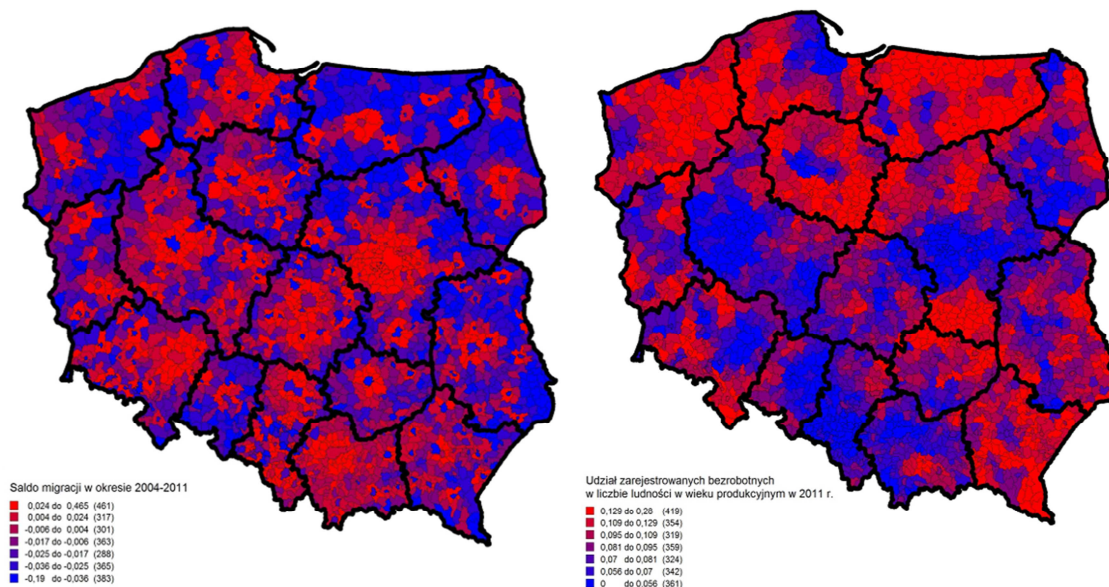 Saldo migracji w okresie 2004-2011
0,024 do 0,465 (461)
0,004 do 0,024 (317)
-0,006 do 0,004 (301)
-0,017 do -0,006 (363)
-0,025 do -0,017 (288)
-0,036 do -0,025 (365)
-0,19 do -0,036 (383)
Udział zarejestrowanych bezrobotnych
w liczbie ludności w wieku produkcyjnym w 2011 r.
0,129 do 0,28 (419)
0,109 do 0,129 (354)
0,095 do 0,109 (319)
0,081 do 0,095 (359)
0,07 do 0,081 (324)
0,056 do 0,07 (342)
0 do 0,056 (361)